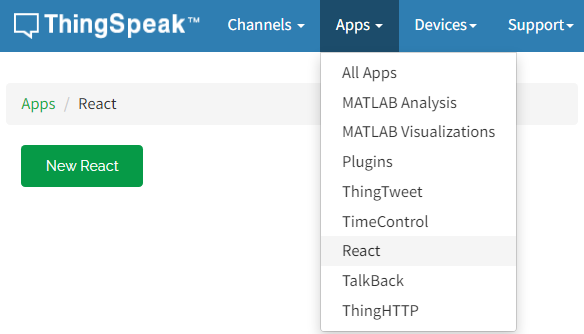 ThingSpeak™ Channels Apps Devices Support
Apps / React
New React
All Apps
MATLAB Analysis
MATLAB Visualizations
Plugins
ThingTweet
TimeControl
React
TalkBack
ThingHTTP